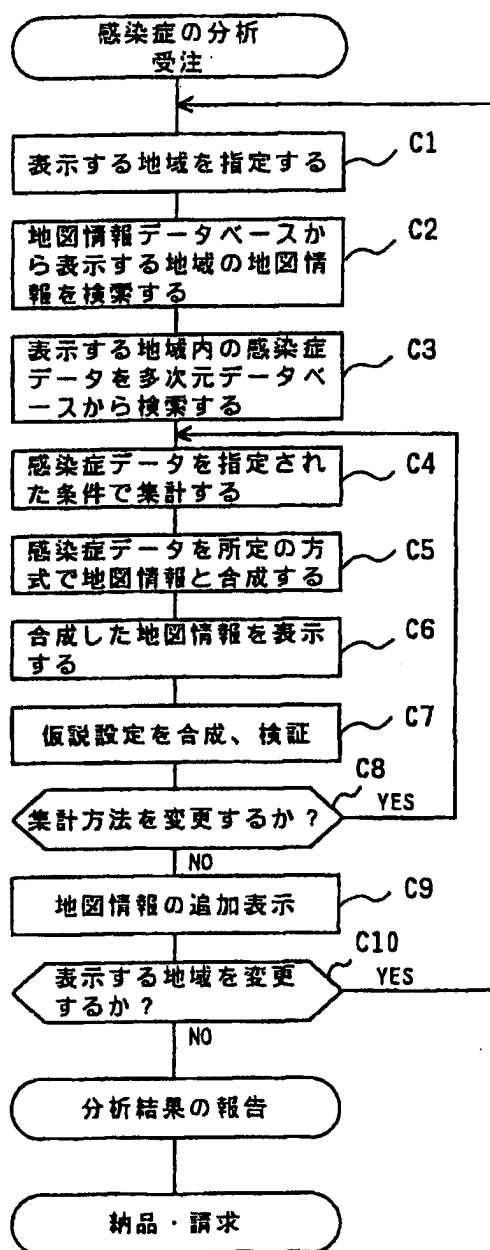 感染症の分析
受注
表示する地域を指定する
C1
地図情報データベースか
ら表示する地域の地図情
報を検索する
C2
表示する地域内の感染症
データを多次元データベ
ースから検索する
C3
感染症データを指定され
た条件で集計する
C4
感染症データを所定の方
式で地図情報と合成する
C5
合成した地図情報を表示
する
C6
仮説設定を合成、検証
C7
集計方法を変更するか?
C8
YES
NO
地図情報の追加表示
C9
表示する地域を変更
するか?
C10
YES
NO
分析結果の報告
納品・請求